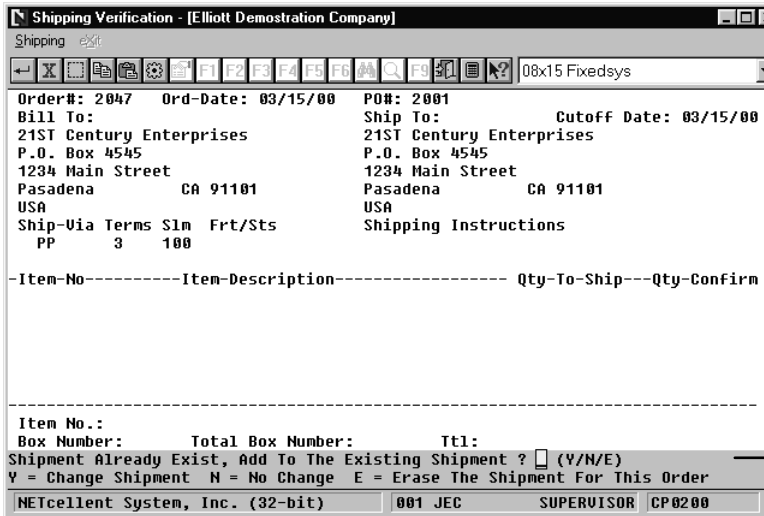 Shipping Verification - [Elliott Demostration Company]
Shipping eXit
F1 F2 F3 F4 F5 F6 F9 08x15 Fixedsys
Order#: 2047 Ord-Date: 03/15/00 PO#: 2001
Bill To: Ship To: Cutoff Date: 03/15/00
21ST Century Enterprises 21ST Century Enterprises
P.O. Box 4545 P.O. Box 4545
1234 Main Street 1234 Main Street
Pasadena CA 91101 Pasadena CA 91101
USA USA
Ship-Via Terms Slm Frt/Sts Shipping Instructions
PP 3 100
-Item-No----------Item-Description------------------ Qty-To-Ship---Qty-Confirm
Item No.:
Box Number: Total Box Number: Ttl:
Shipment Already Exist, Add To The Existing Shipment ? (Y/N/E)
Y = Change Shipment N = No Change E = Erase The Shipment For This Order
NETcellent System, Inc. (32-bit) 001 JEC SUPERVISOR CP0200